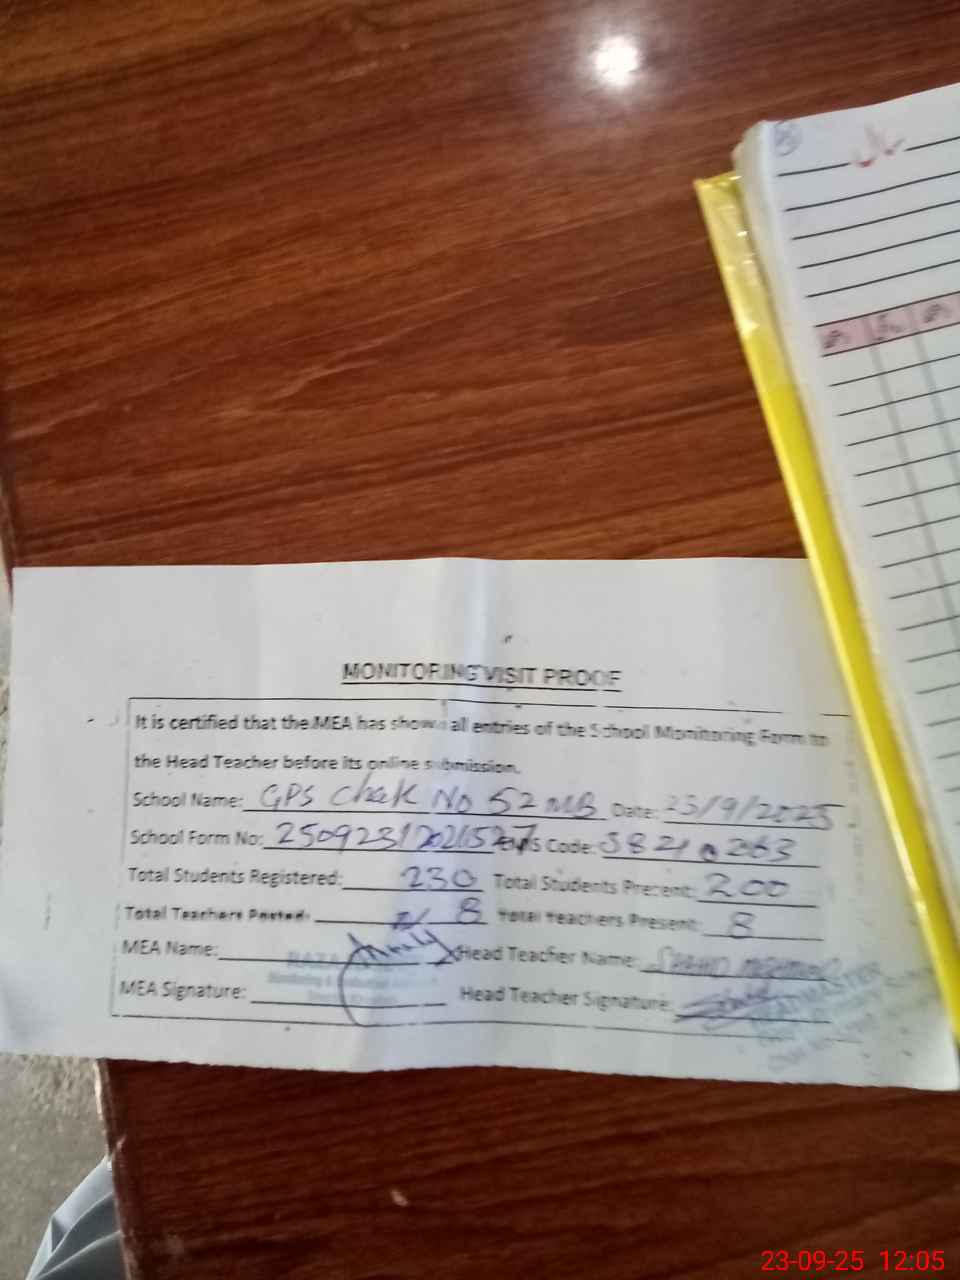 سال
MONITORING VISIT PROOF
It is certified that the MEA has shown all entries of the School Monitoring Form to
the Head Teacher before its online submission.
School Name: GPS Chak No 52 MB Date: 23/9/2025
School Form No: Code:
Total Students Registered: 230 Total Students Precent: 200
Total Teachers Posted: 8 Total Teachers Present: 8
MEA Name: Head Teacher Name:
MEA Signature: Head Teacher Signature:
23-09-25 12:05